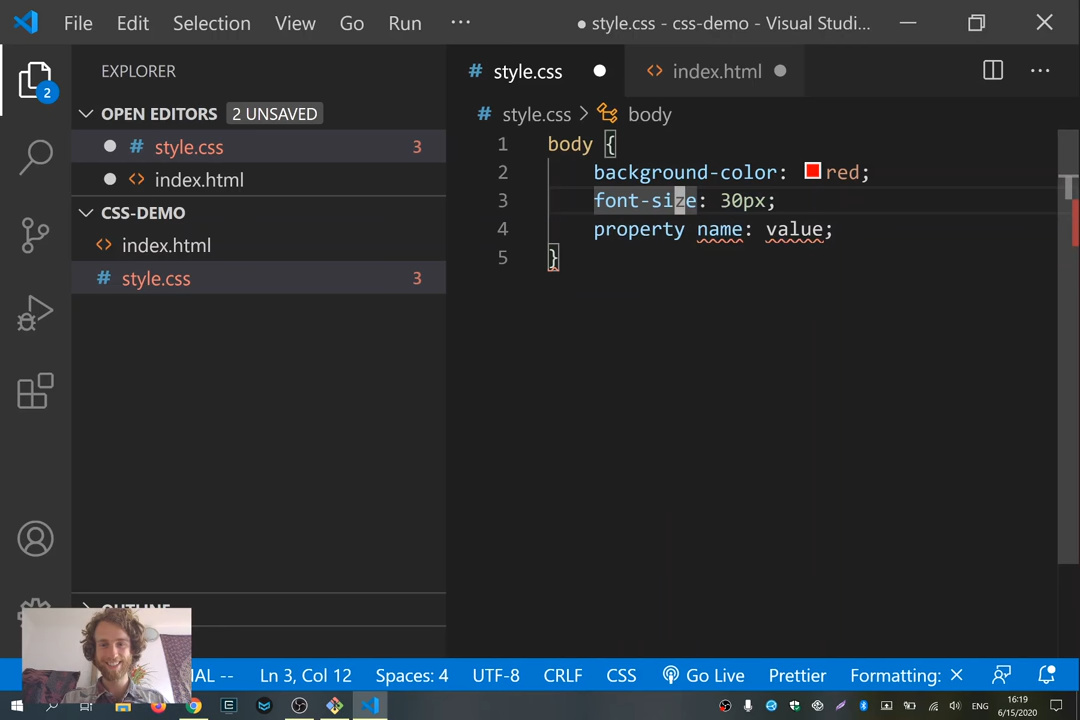 File Edit Selection View Go Run ···
● style.css - css-demo - Visual Studi...
EXPLORER
# style.css ●
<> index.html ●
···
OPEN EDITORS 2 UNSAVED
# style.css 3
<> index.html
CSS-DEMO
<> index.html
# style.css 3
2
# style.css > body
1 body {
2 background-color: red;
3 font-size: 30px;
4 property name: value;
5 }
OUTLINE
Ln 3, Col 12 Spaces: 4 UTF-8 CRLF CSS Go Live Prettier Formatting: ×
ENG
16:19
6/15/2020